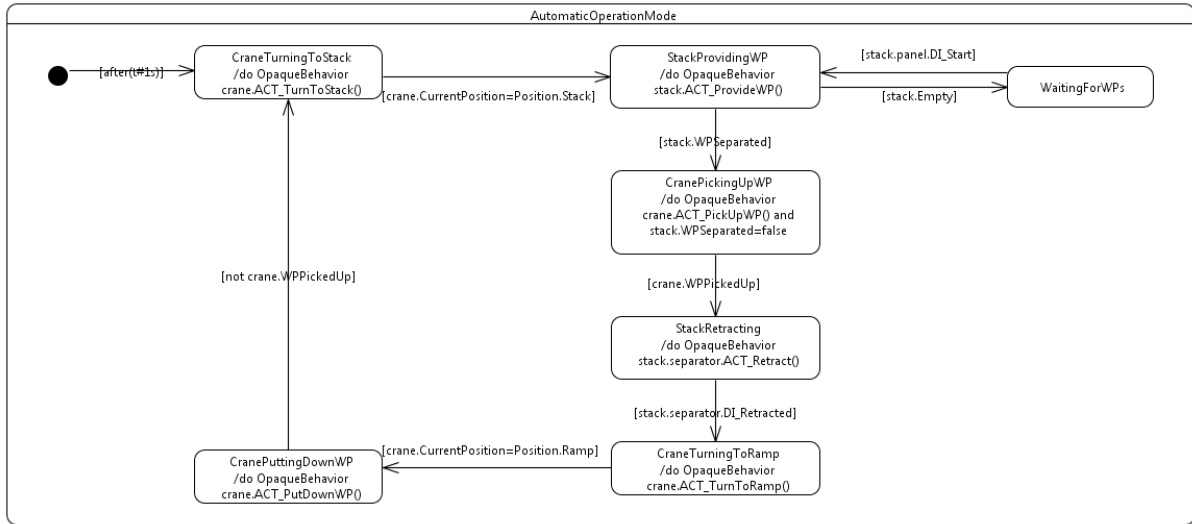 AutomaticOperationMode
CraneTurningToStack
/do OpaqueBehavior
crane.ACT_TurnToStack()
[after(t#1s)]
[crane.CurrentPosition=Position.Stack]
StackProvidingWP
/do OpaqueBehavior
stack.ACT_ProvideWP()
[stack.panel.DI_Start]
[stack.Empty]
WaitingForWPs
[stack.WPSeparated]
CranePickingUpWP
/do OpaqueBehavior
crane.ACT_PickUpWP() and
stack.WPSeparated=false
[not crane.WPPickedUp]
[crane.WPPickedUp]
StackRetracting
/do OpaqueBehavior
stack.separator.ACT_Retract()
[stack.separator.DI_Retracted]
CranePuttingDownWP
/do OpaqueBehavior
crane.ACT_PutDownWP()
[crane.CurrentPosition=Position.Ramp]
CraneTurningToRamp
/do OpaqueBehavior
crane.ACT_TurnToRamp()